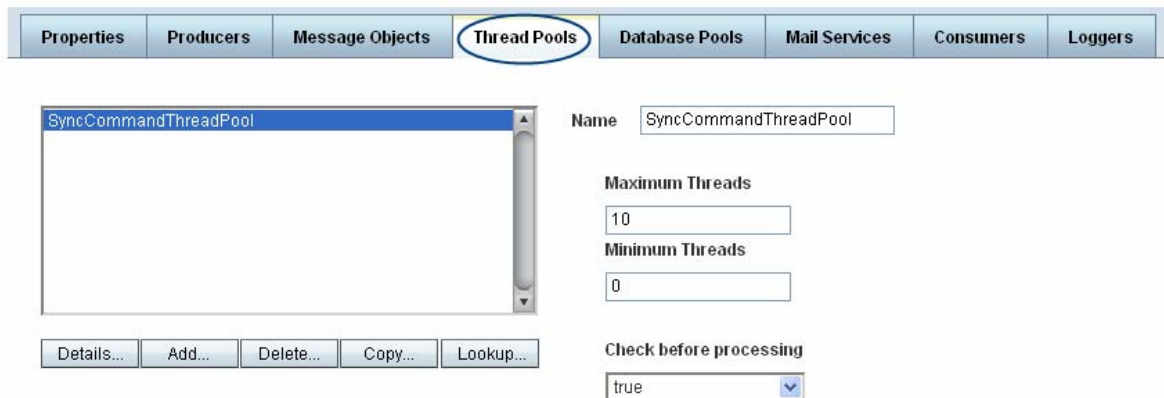 Properties Producers Message Objects Thread Pools Database Pools Mail Services Consumers Loggers
SyncCommandThreadPool
Name SyncCommandThreadPool
Maximum Threads
10
Minimum Threads
0
Details... Add... Delete... Copy... Lookup...
Check before processing
true